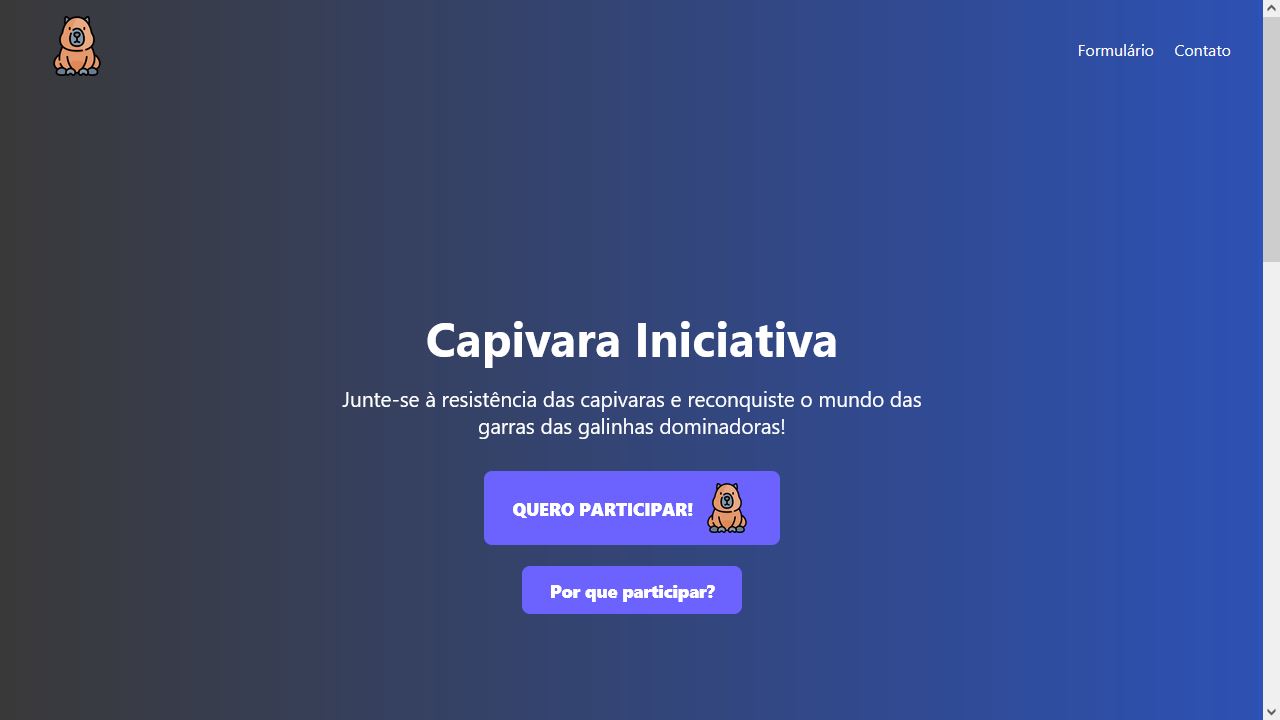 Formulário Contato
Capivara Iniciativa
Junte-se à resistência das capivaras e reconquiste o mundo das
garras das galinhas dominadoras!
QUERO PARTICIPAR!
Por que participar?